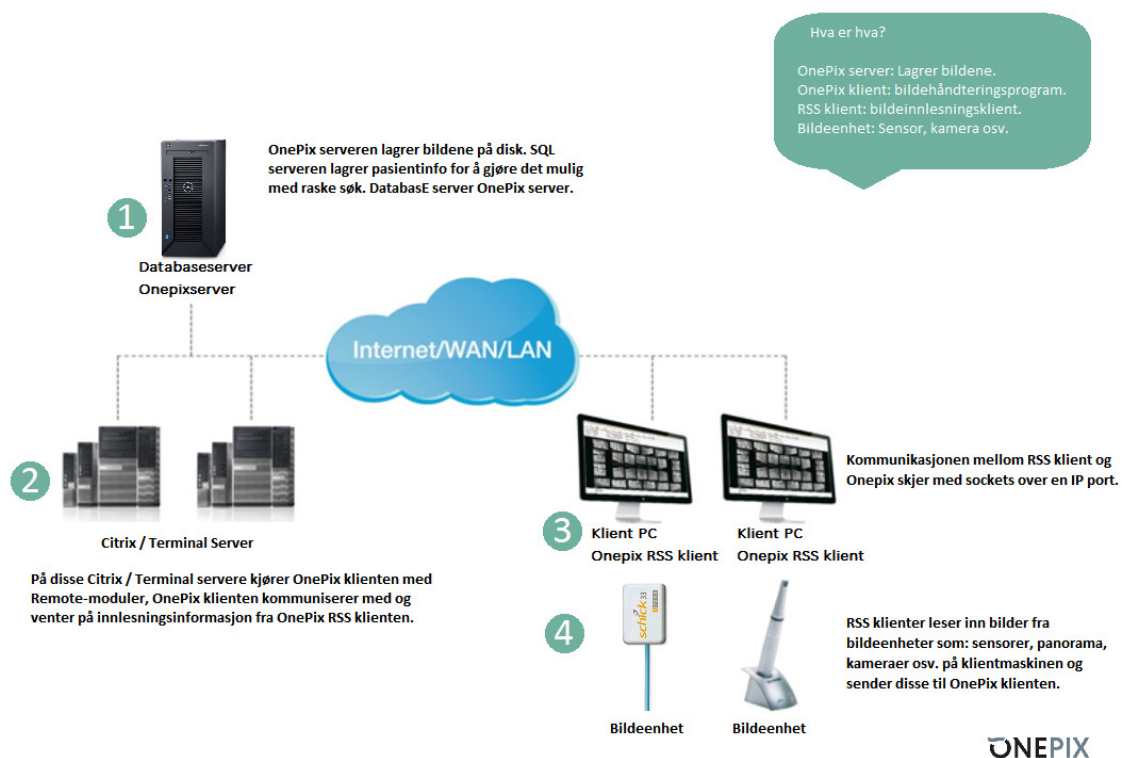 Hva er hva?
OnePix server: Lagrer bildene.
OnePix klient: bildehåndteringsprogram.
RSS klient: bildeinnlesningsklient.
Bildeenhet: Sensor, kamera osv.
OnePix serveren lagrer bildene på disk. SQL
serveren lagrer pasientinfo for å gjøre det mulig
med raske søk. DatabasE server OnePix server.
1
Databaseserver
Onepixserver
Internet/WAN/LAN
2
Citrix / Terminal Server
På disse Citrix / Terminal servere kjører OnePix klienten med
Remote-moduler, OnePix klienten kommuniserer med og
venter på innlesningsinformasjon fra OnePix RSS klienten.
Kommunikasjonen mellom RSS klient og
Onepix skjer med sockets over en IP port.
3
Klient PC
Onepix RSS klient
Klient PC
Onepix RSS klient
4
schick 33
Bildeenhet
Bildeenhet
RSS klienter leser inn bilder fra
bildeenheter som: sensorer, panorama,
kameraer osv. på klientmaskinen og
sender disse til OnePix klienten.
ONEPIX